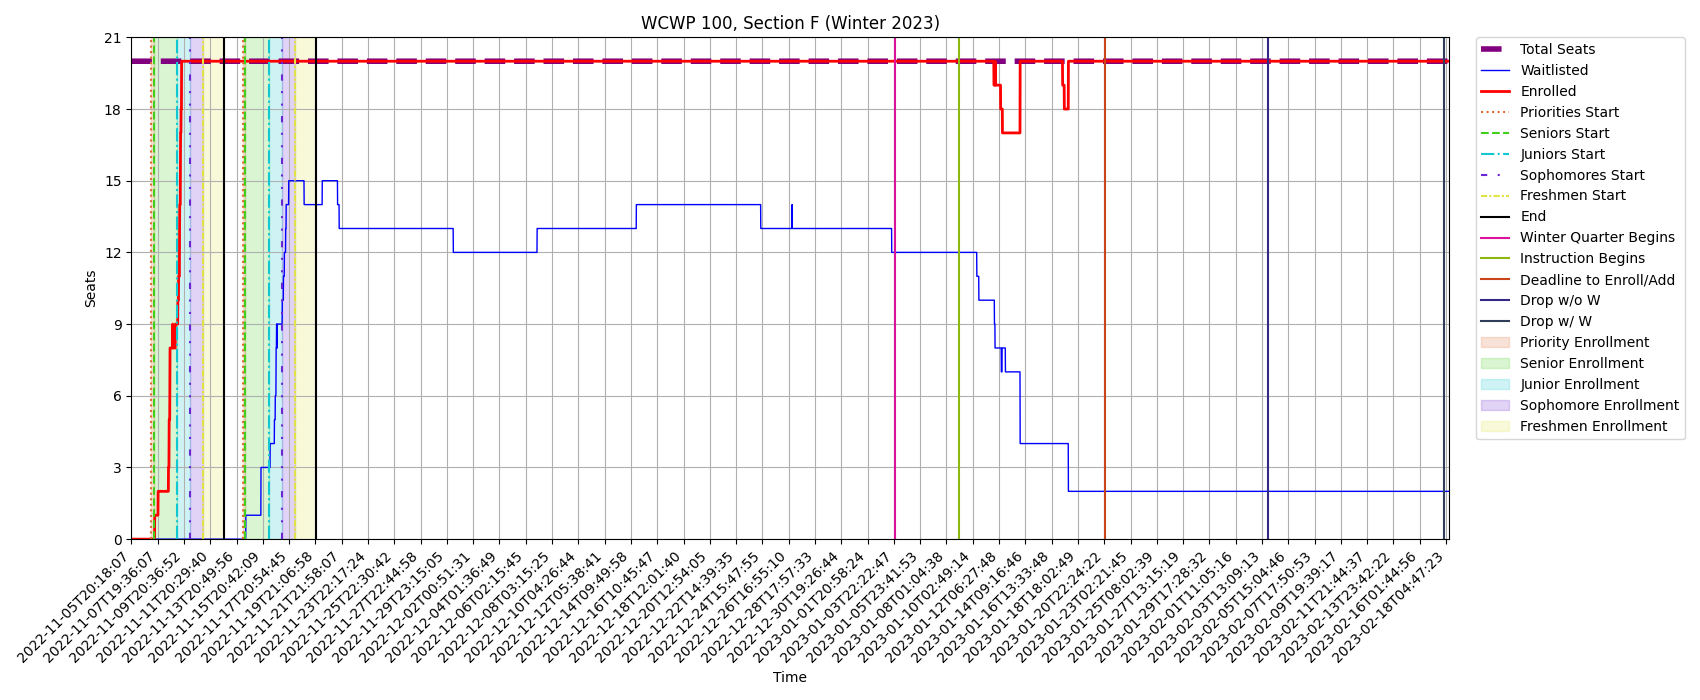 WCWP 100, Section F (Winter 2023)
21
18
15
12
9
6
3
0
Seats
2022-11-05T20:18:07
2022-11-07T19:36:07
2022-11-09T20:36:52
2022-11-11T20:29:40
2022-11-13T20:49:56
2022-11-15T20:42:09
2022-11-17T20:54:45
2022-11-19T21:06:58
2022-11-21T21:58:07
2022-11-23T22:17:24
2022-11-25T22:30:42
2022-11-27T22:44:58
2022-11-29T23:15:05
2022-12-02T00:51:31
2022-12-04T01:36:49
2022-12-06T02:15:45
2022-12-08T03:15:25
2022-12-10T04:26:44
2022-12-12T05:38:41
2022-12-14T09:49:58
2022-12-16T10:45:47
2022-12-18T12:01:40
2022-12-20T12:54:05
2022-12-22T14:39:35
2022-12-24T15:47:55
2022-12-26T16:55:10
2022-12-28T17:57:33
2022-12-30T19:26:44
2023-01-01T20:58:24
2023-01-03T22:22:47
2023-01-05T23:41:53
2023-01-08T01:04:38
2023-01-10T02:49:14
2023-01-12T06:27:48
2023-01-14T09:16:46
2023-01-16T13:33:48
2023-01-18T18:02:49
2023-01-20T22:24:22
2023-01-23T03:21:45
2023-01-25T08:02:39
2023-01-27T13:15:19
2023-01-29T17:28:32
2023-02-01T11:05:16
2023-02-03T13:09:13
2023-02-05T15:04:46
2023-02-07T17:50:53
2023-02-09T19:39:17
2023-02-11T21:44:37
2023-02-13T23:42:22
2023-02-16T01:44:56
2023-02-18T04:47:23
Time
Total Seats
Waitlisted
Enrolled
Priorities Start
Seniors Start
Juniors Start
Sophomores Start
Freshmen Start
End
Winter Quarter Begins
Instruction Begins
Deadline to Enroll/Add
Drop w/o W
Drop w/ W
Priority Enrollment
Senior Enrollment
Junior Enrollment
Sophomore Enrollment
Freshmen Enrollment